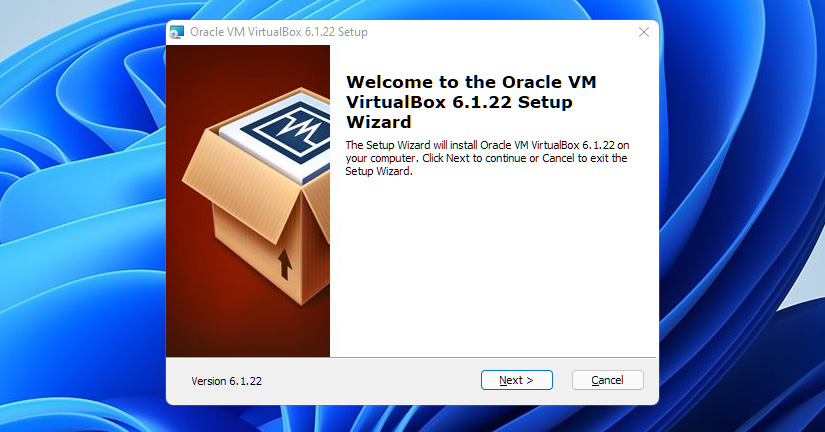 Oracle VM VirtualBox 6.1.22 Setup
Welcome to the Oracle VM
VirtualBox 6.1.22 Setup
Wizard
The Setup Wizard will install Oracle VM VirtualBox 6.1.22 on
your computer. Click Next to continue or Cancel to exit the
Setup Wizard.
Version 6.1.22
Next >
Cancel